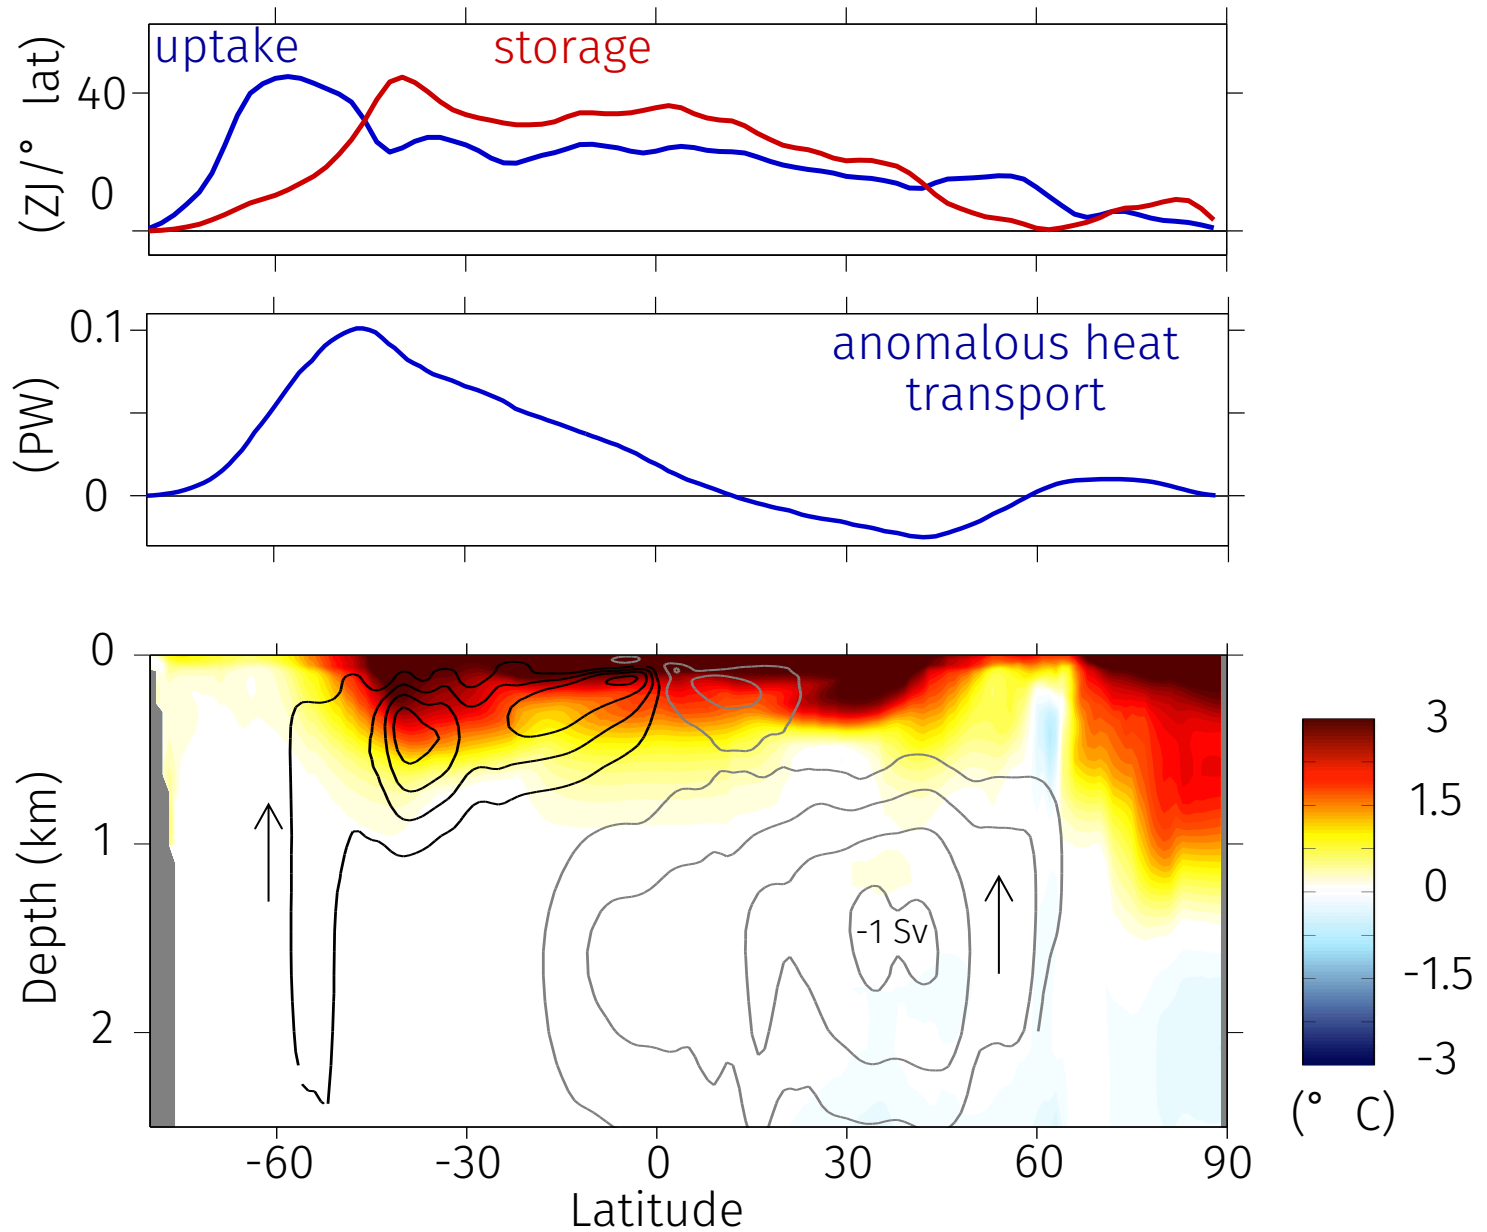 uptake
storage
40
0
(ZJ/° lat)
0.1
0
(PW)
anomalous heat
transport
0
1
2
Depth (km)
-1 Sv
-60
-30
0
30
60
90
Latitude
3
1.5
0
-1.5
-3
(° C)